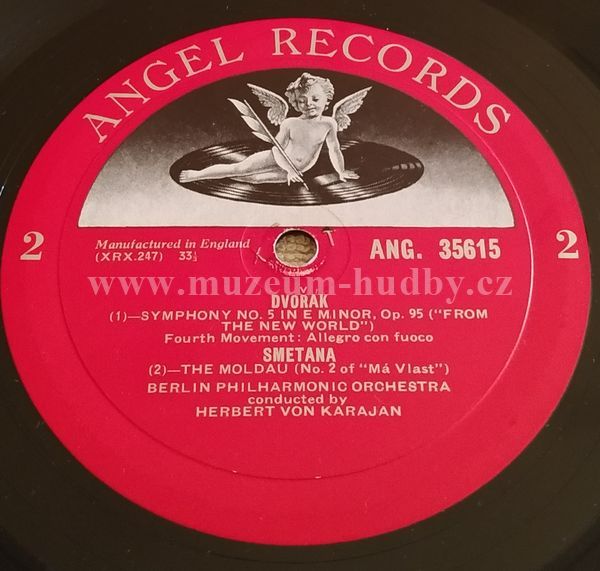 ANGEL RECORDS
2
2
Manufactured in England
(XRX.247) 33⅓
ANG. 35615
www.muzeum-hudby.cz
DVORAK
(1)—SYMPHONY NO. 5 IN E MINOR, Op. 95 ("FROM
THE NEW WORLD")
Fourth Movement: Allegro con fuoco
SMETANA
(2)—THE MOLDAU (No. 2 of "Má Vlast")
BERLIN PHILHARMONIC ORCHESTRA
conducted by
HERBERT VON KARAJAN